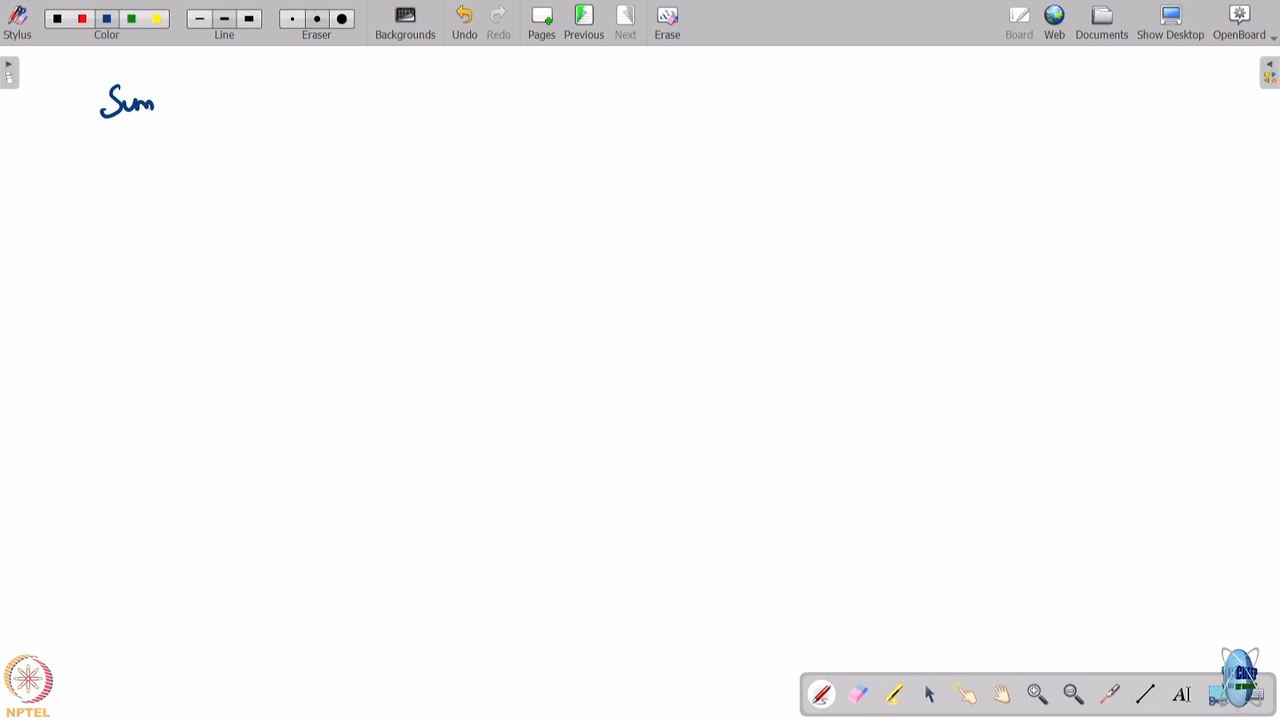 Stylus Color Line Eraser Backgrounds Undo Redo Pages Previous Next Erase Board Web Documents Show Desktop OpenBoard
Sum
NPTEL